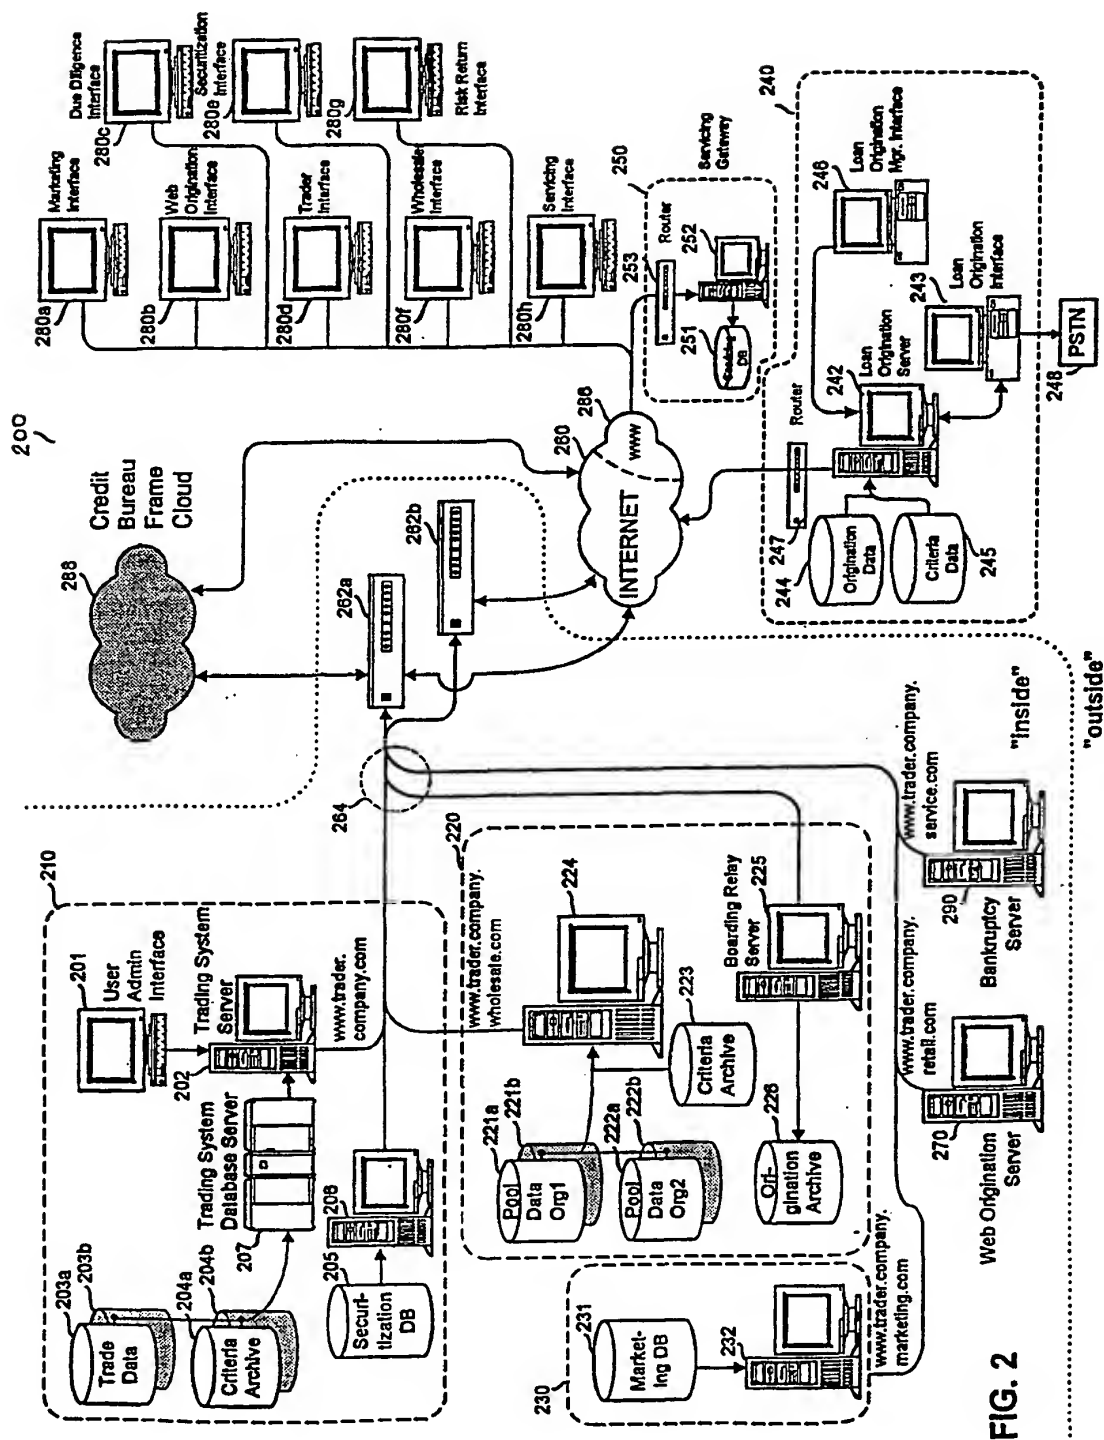 200
Credit
Bureau
Frame
Cloud
288
262a
262b
264
210
201
User
Admin
Interface
Trading System
Server
202
www.trader.
company.com
Trading System
Database Server
207
203a
203b
Trade
Data
204a
204b
Criteria
Archive
205
Securi-
tization
DB
206
220
www.trader.company.
wholesale.com
224
221a
221b
Pool
Data
Org1
222a
222b
Pool
Data
Org2
223
Criteria
Archive
Boarding Relay
Server
225
226
Ori-
gination
Archive
230
231
Market-
ing DB
232
www.trader.company.
marketing.com
www.trader.company.
retail.com
270
Web Origination
Server
www.trader.company.
service.com
290
Bankruptcy
Server
"inside"
"outside"
Marketing
Interface
280a
Web
Origination
Interface
280b
Due Diligence
Interface
280c
Trader
Interface
280d
Securitization
Interface
280e
Wholesaler
Interface
280f
Risk Return
Interface
280g
Servicing
Interface
280h
INTERNET
260
286
WWW
250
Router
253
Servicing
Gateway
252
251
DB
240
Router
247
244
Origination
Data
Criteria
Data
245
242
Loan
Origination
Server
246
Loan
Origination
Mgr. Interface
243
Loan
Origination
Interface
PSTN
248
FIG. 2